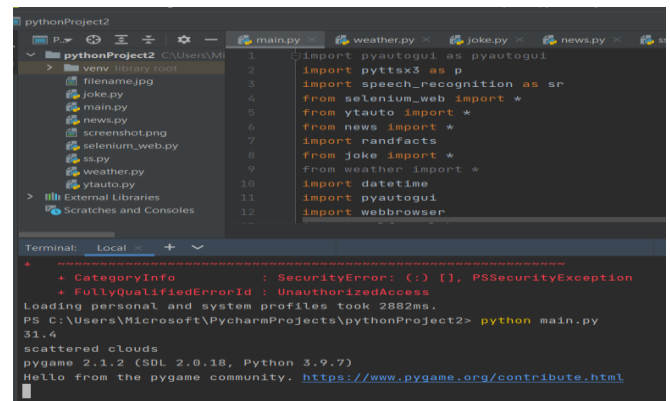 pythonProject2
P...
main.py
weather.py
joke.py
news.py
pythonProject2 C:\Users\Mi
venv library root
filename.jpg
joke.py
main.py
news.py
screenshot.png
selenium_web.py
ss.py
weather.py
ytauto.py
External Libraries
Scratches and Consoles
1 import pyautogui as pyautogui
2 import pyttsx3 as p
3 import speech_recognition as sr
4 from selenium_web import *
5 from ytauto import *
6 from news import *
7 import randfacts
8 from joke import *
9 from weather import *
10 import datetime
11 import pyautogui
12 import webbrowser
Terminal: Local × + ⌄
+ ~~~~~~~~~~~~~~~~~~~~~~~~~~~~~~~~~~~~~~~~~~~~~~~~~~~~~~~~~
+ CategoryInfo : SecurityError: (:) [], PSSecurityException
+ FullyQualifiedErrorId : UnauthorizedAccess
Loading personal and system profiles took 2882ms.
PS C:\Users\Microsoft\PycharmProjects\pythonProject2> python main.py
31.4
scattered clouds
pygame 2.1.2 (SDL 2.0.18, Python 3.9.7)
Hello from the pygame community. https://www.pygame.org/contribute.html